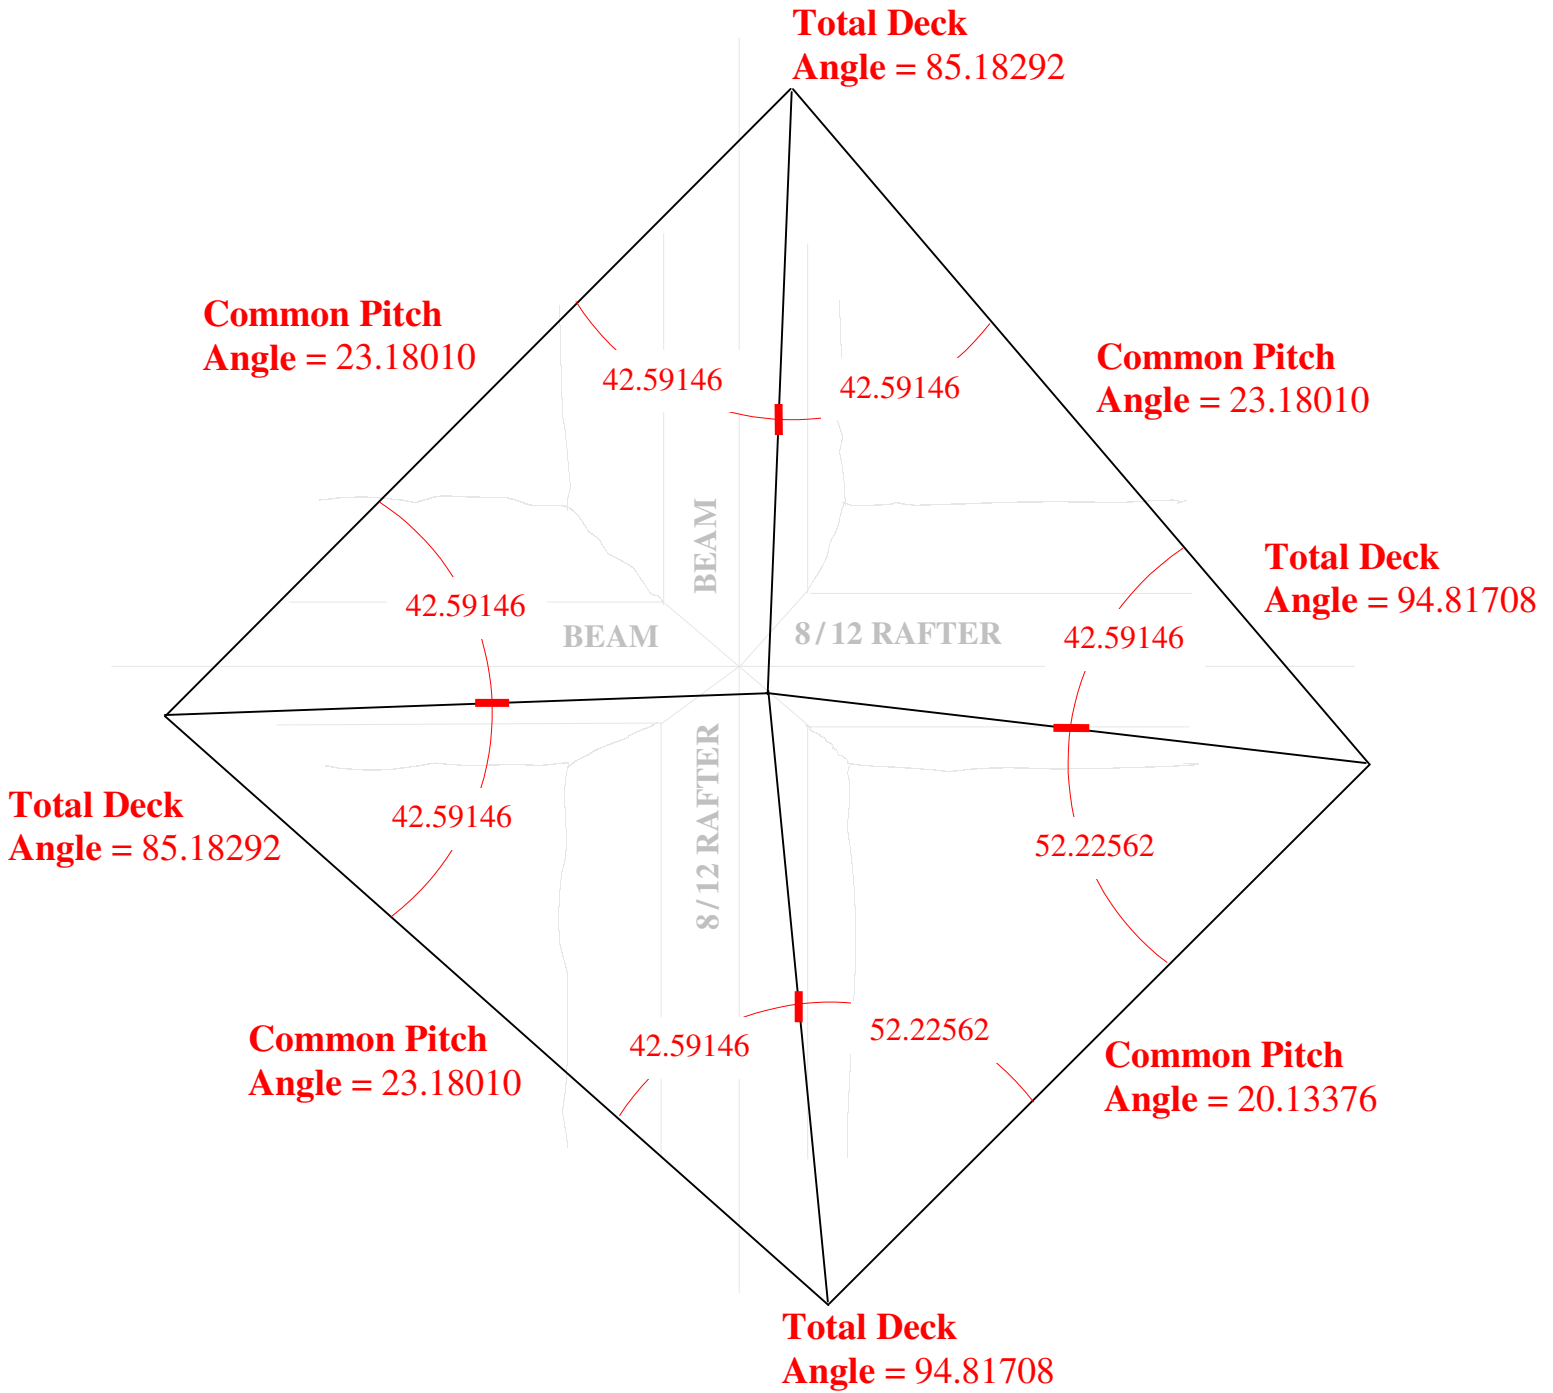 Total Deck
Angle = 85.18292
Common Pitch
Angle = 23.18010
Common Pitch
Angle = 23.18010
42.59146
42.59146
BEAM
Total Deck
Angle = 94.81708
42.59146
BEAM
8/12 RAFTER
42.59146
8/12 RAFTER
Total Deck
Angle = 85.18292
42.59146
52.22562
Common Pitch
Angle = 23.18010
42.59146
52.22562
Common Pitch
Angle = 20.13376
Total Deck
Angle = 94.81708